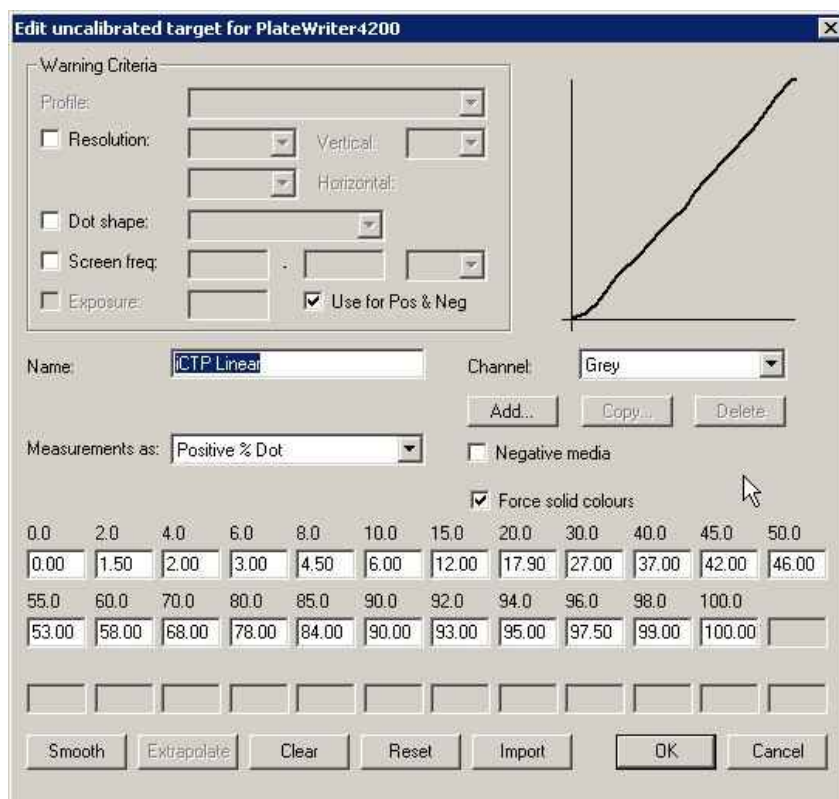 Edit uncalibrated target for PlateWriter4200
Warning Criteria
Profile:
Resolution:
Vertical:
Horizontal:
Dot shape:
Screen freq:
.
Exposure:
Use for Pos & Neg
Name:
iCTP Linear
Channel:
Grey
Add...
Copy...
Delete
Measurements as:
Positive % Dot
Negative media
Force solid colours
0.0 2.0 4.0 6.0 8.0 10.0 15.0 20.0 30.0 40.0 45.0 50.0
0.00 1.50 2.00 3.00 4.50 6.00 12.00 17.90 27.00 37.00 42.00 46.00
55.0 60.0 70.0 80.0 85.0 90.0 92.0 94.0 96.0 98.0 100.0
53.00 58.00 68.00 78.00 84.00 90.00 93.00 95.00 97.50 99.00 100.00
Smooth Extrapolate Clear Reset Import OK Cancel